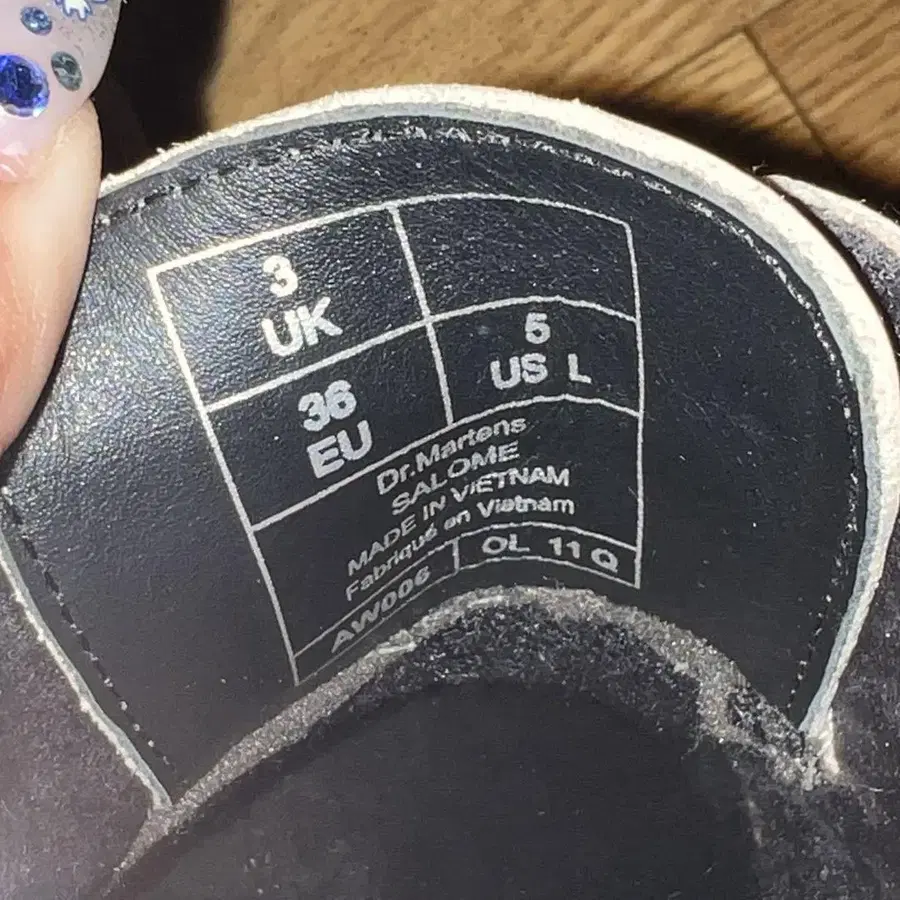 3
UK
36
EU
5
US L
Dr.Martens
SALOME
MADE IN VIETNAM
Fabriqué en Vietnam
AW006
OL 11 Q